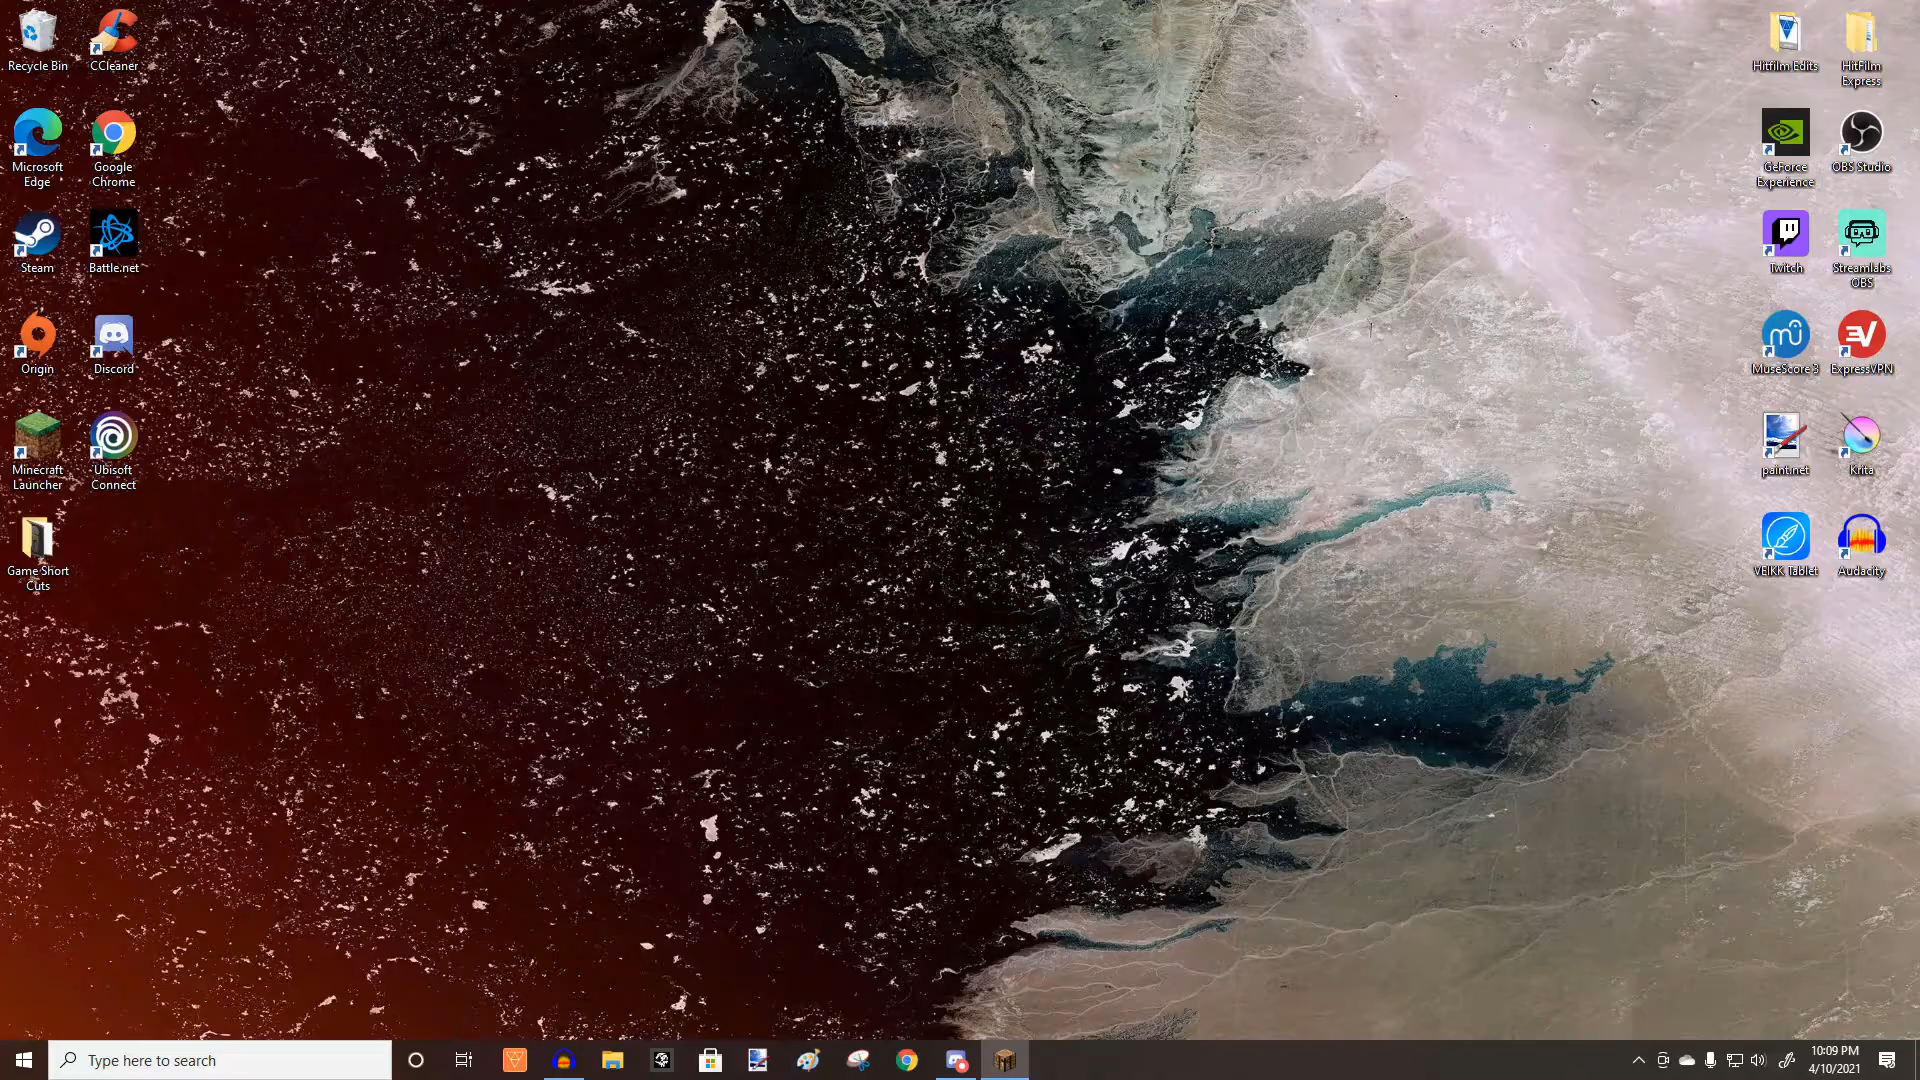 Recycle Bin
CCleaner
Microsoft
Edge
Google
Chrome
Steam
Battle.net
Origin
Discord
Minecraft
Launcher
Ubisoft
Connect
Game Short
Cuts
Hitfilm Edits
HitFilm
Express
GeForce
Experience
OBS Studio
Twitch
Streamlabs
OBS
MuseScore 3
ExpressVPN
paint.net
Krita
VEIKK Tablet
Audacity
Type here to search
10:09 PM
4/10/2021